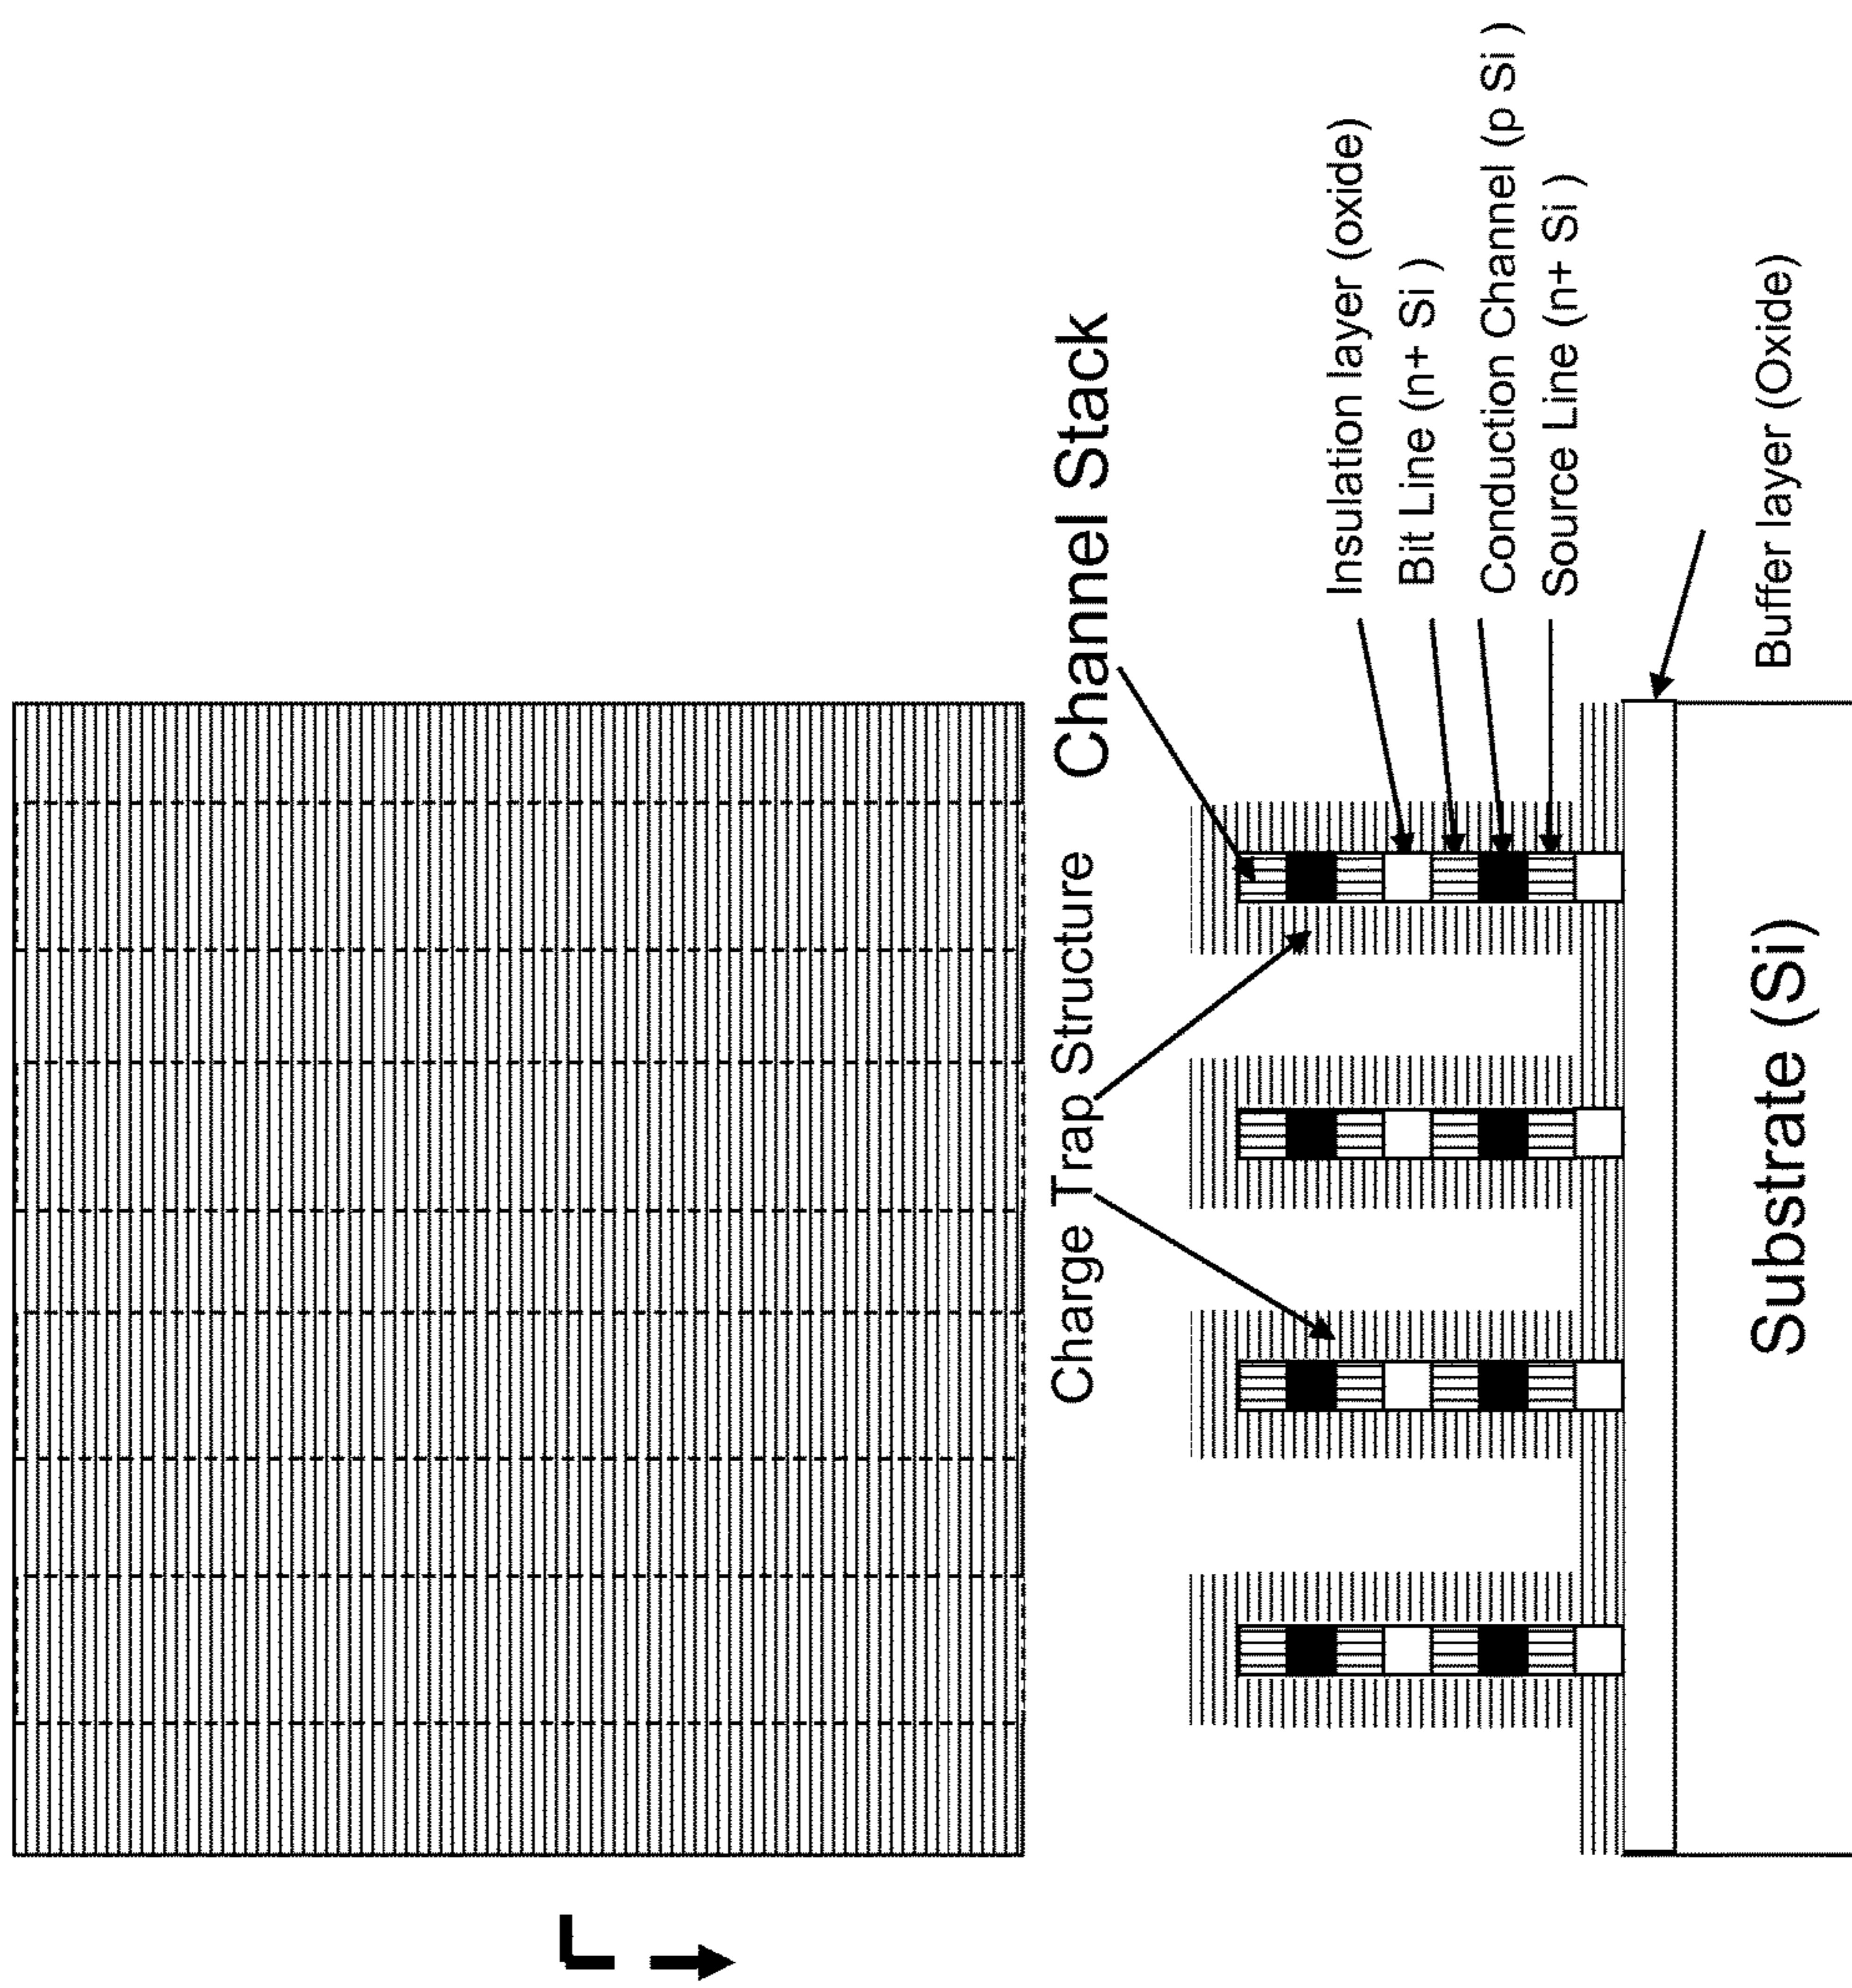 Channel Stack
Charge Trap Structure
Insulation layer (oxide)
Bit Line (n+ Si )
Conduction Channel (p Si )
Source Line (n+ Si )
Buffer layer (Oxide)
Substrate (Si)